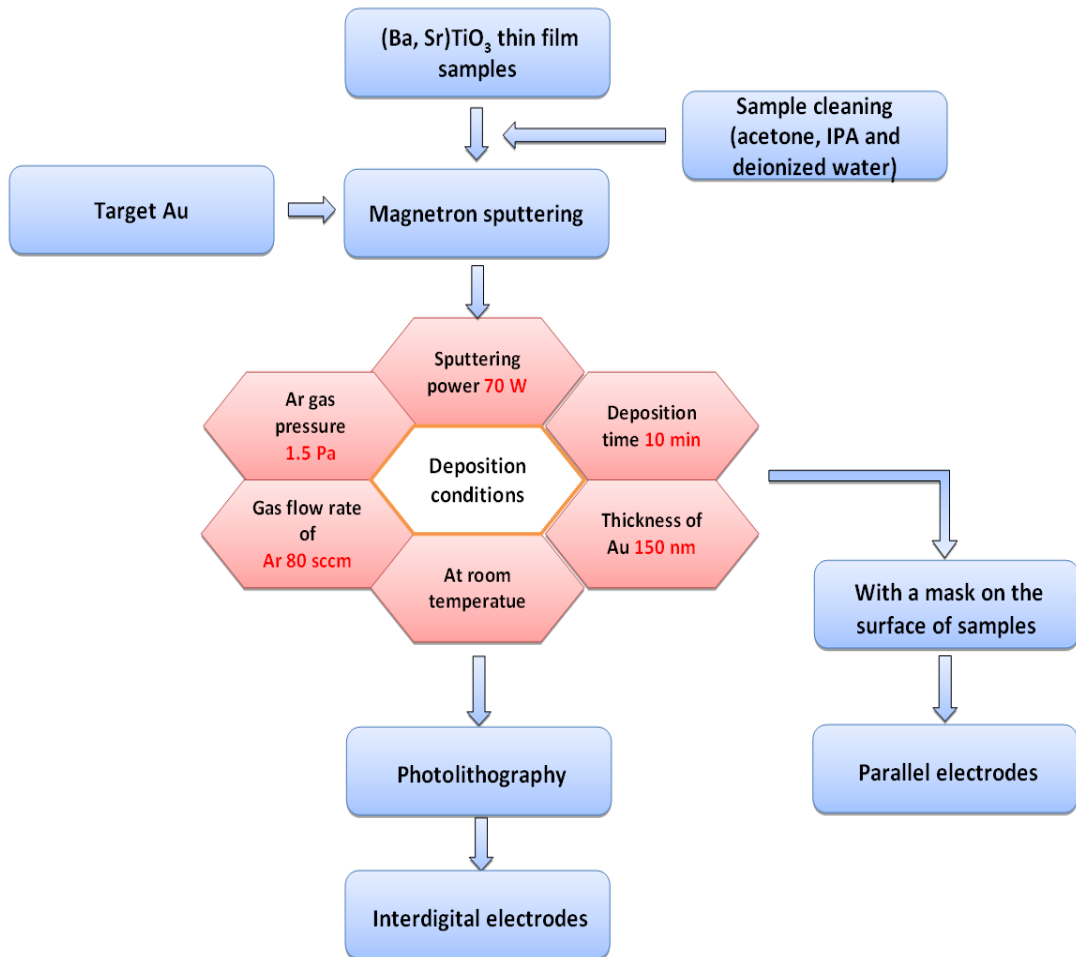 (Ba, Sr)TiO₃ thin film
samples
Sample cleaning
(acetone, IPA and
deionized water)
Target Au
Magnetron sputtering
Sputtering
power 70 W
Ar gas
pressure
1.5 Pa
Deposition
time 10 min
Deposition
conditions
Gas flow rate
of
Ar 80 sccm
Thickness of
Au 150 nm
At room
temperatue
With a mask on the
surface of samples
Photolithography
Parallel electrodes
Interdigital electrodes